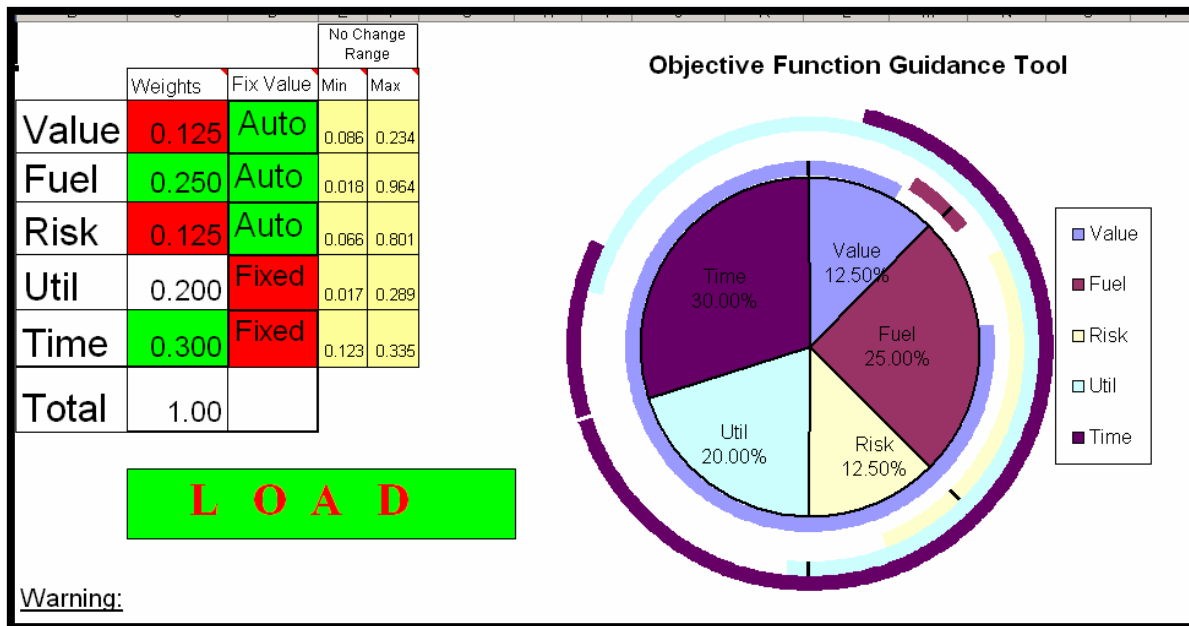 No Change
Range
Weights Fix Value Min Max
Value 0.125 Auto 0.086 0.234
Fuel 0.250 Auto 0.018 0.964
Risk 0.125 Auto 0.066 0.801
Util 0.200 Fixed 0.017 0.289
Time 0.300 Fixed 0.123 0.335
Total 1.00
L O A D
Warning:
Objective Function Guidance Tool
Value
12.50%
Fuel
25.00%
Risk
12.50%
Util
20.00%
Time
30.00%
Value
Fuel
Risk
Util
Time